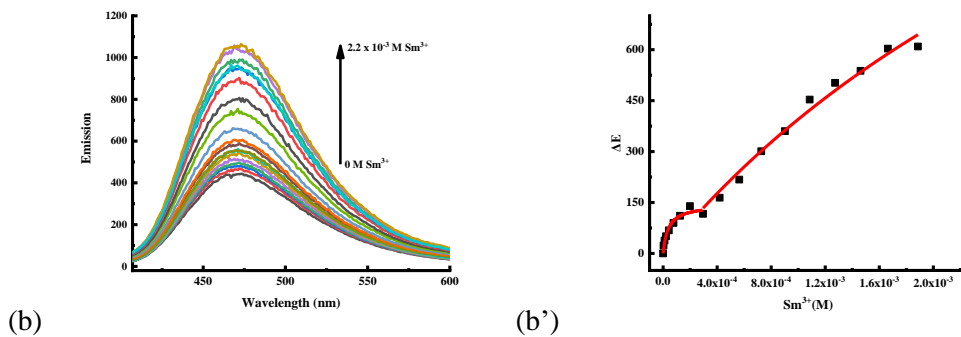 1200
1000
800
600
400
200
0
Emission
450
500
550
600
Wavelength (nm)
2.2 x 10⁻³ M Sm³⁺
0 M Sm³⁺
(b)
600
450
300
150
0
ΔE
0.0
4.0x10⁻⁴
8.0x10⁻⁴
1.2x10⁻³
1.6x10⁻³
2.0x10⁻³
Sm³⁺(M)
(b’)